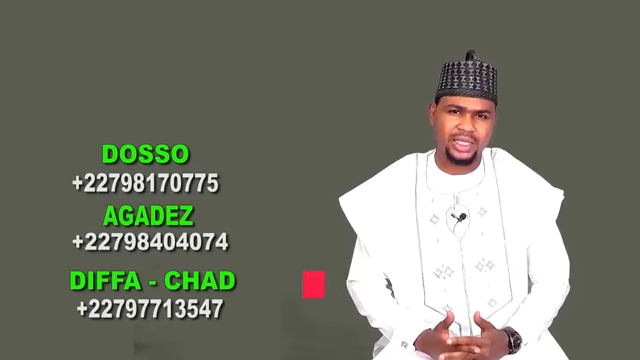 DOSSO
+22798170775
AGADEZ
+22798404074
DIFFA - CHAD
+22797713547